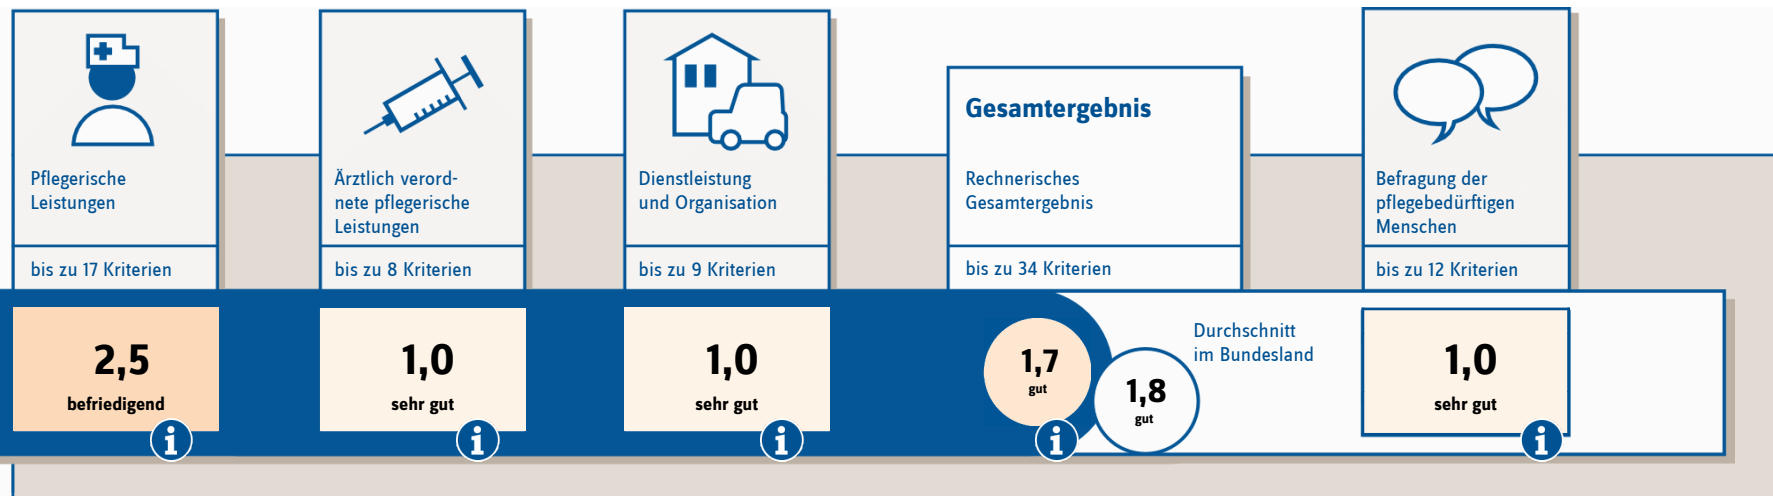 Pflegerische
Leistungen
bis zu 17 Kriterien
2,5
befriedigend
i
Ärztlich verord-
nete pflegerische
Leistungen
bis zu 8 Kriterien
1,0
sehr gut
i
Dienstleistung
und Organisation
bis zu 9 Kriterien
1,0
sehr gut
i
Gesamtergebnis
Rechnerisches
Gesamtergebnis
bis zu 34 Kriterien
1,7
gut
i
1,8
gut
Durchschnitt
im Bundesland
Befragung der
pflegebedürftigen
Menschen
bis zu 12 Kriterien
1,0
sehr gut
i